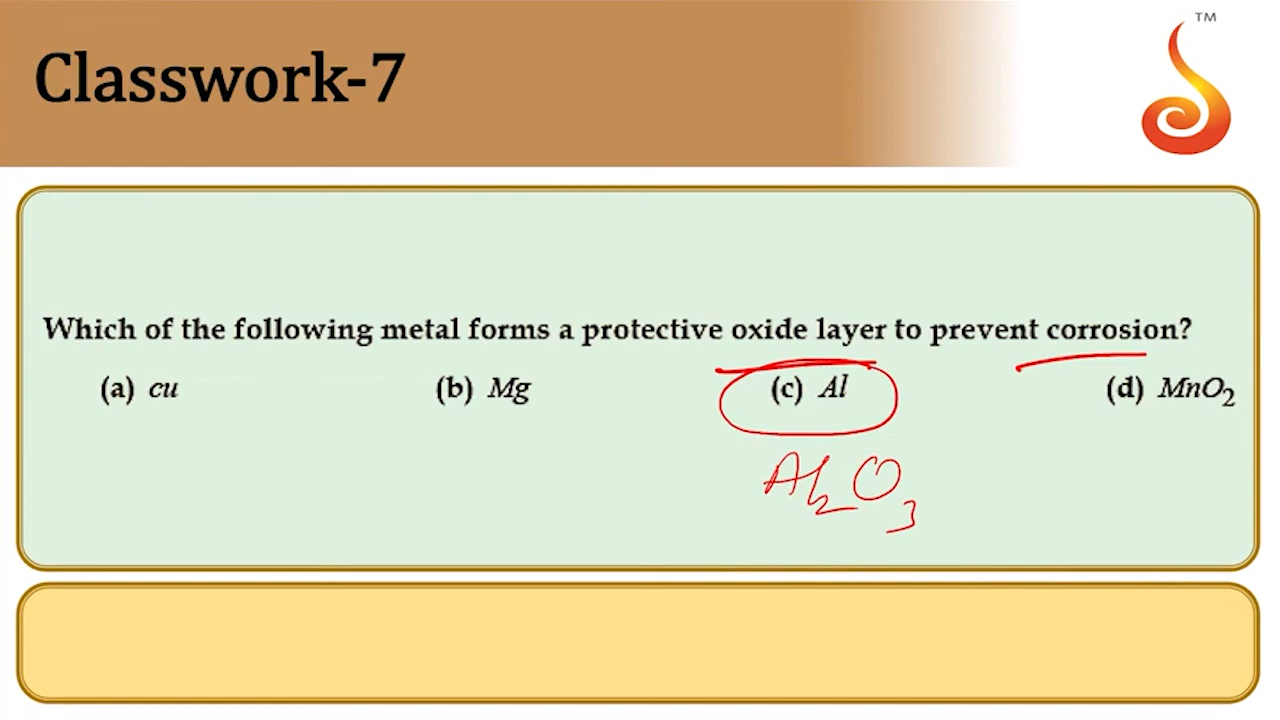 TM
Classwork-7
Which of the following metal forms a protective oxide layer to prevent corrosion?
(a) cu (b) Mg (c) Al (d) MnO₂
Al₂O₃